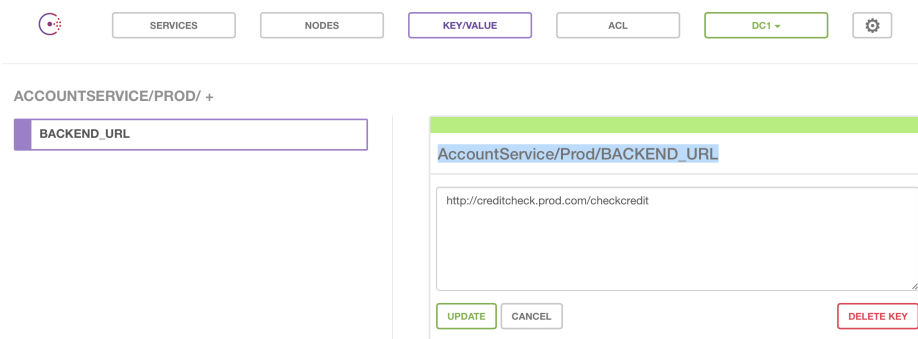 SERVICES
NODES
KEY/VALUE
ACL
DC1
ACCOUNTSERVICE/PROD/ +
BACKEND_URL
AccountService/Prod/BACKEND_URL
http://creditcheck.prod.com/checkcredit
UPDATE
CANCEL
DELETE KEY